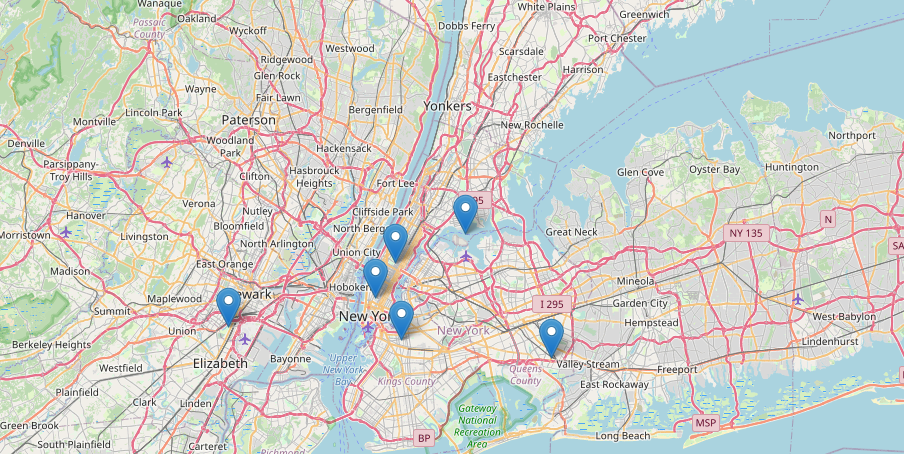 Wanaque
Oakland
Passaic
County
Wyckoff
Dobbs Ferry
White Plains
Greenwich
Port Chester
Westwood
Scarsdale
Ridgewood
Glen Rock
Eastchester
Harrison
Wayne
Fair Lawn
Bergenfield
Yonkers
Lincoln Park
Montville
Paterson
New Rochelle
Northport
Denville
Woodland
Park
Hackensack
Parsippany-
Troy Hills
Clifton
Hasbrouck
Heights
Fort Lee
Glen Cove
Oyster Bay
Huntington
Verona
Nutley
Cliffside Park
95
Hanover
Bloomfield
North Berg
Great Neck
N
NY 135
Morristown
Livingston
North Arlington
Union City
SA
East Orange
Madison
Mineola
Maplewood
ewark
Hoboken
I 295
Garden City
Summit
Union
New Yo
New York
Hempstead
West Babylon
Berkeley Heights
Lindenhurst
Westfield
Elizabeth
Bayonne
Upper
New York
Bay
Kings County
Queens
County
Valley Stream
Freeport
East Rockaway
Plainfield
Clark
Linden
Gateway
National
Recreation
Area
MSP
Green Brook
BP
Long Beach
South Plainfield
Carteret
Richmond